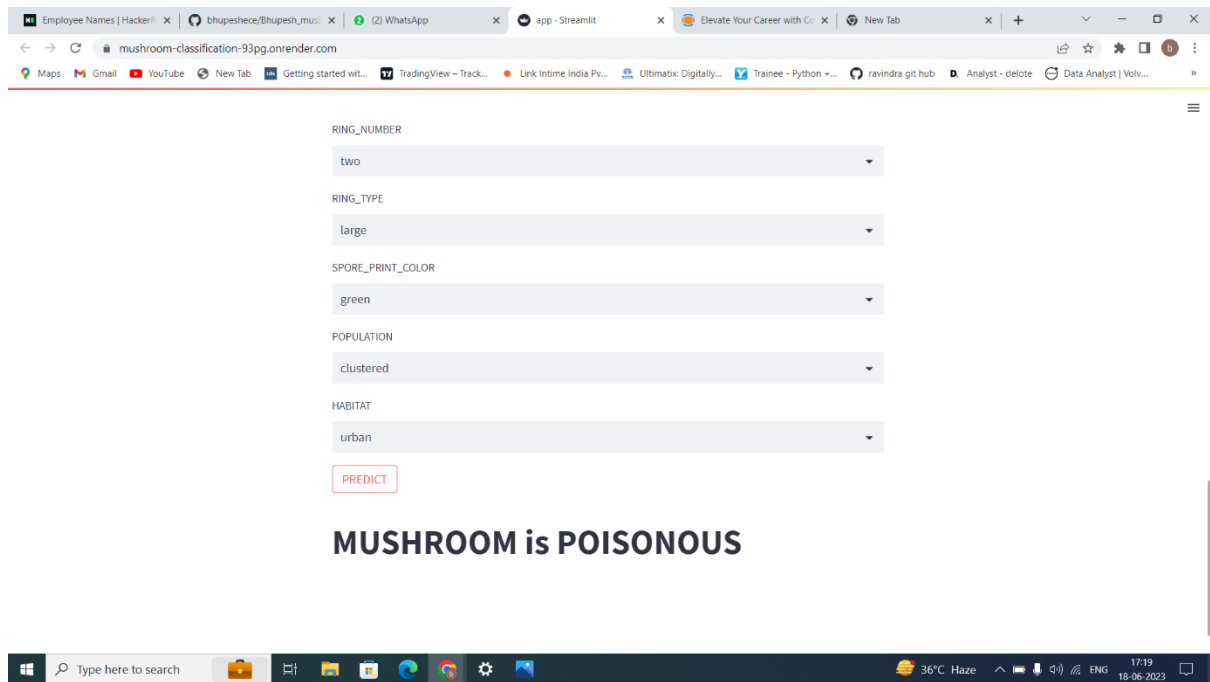 Employee Names | HackerR
bhupeshece/Bhupesh_mus
(2) WhatsApp
app · Streamlit
Elevate Your Career with Co
New Tab
mushroom-classification-93pg.onrender.com
b
Maps
Gmail
YouTube
New Tab
tds
Getting started wit...
TradingView – Track...
Link Intime India Pv...
Ultimatix: Digitally...
Trainee - Python +...
ravindra git hub
D.
Analyst - delote
Data Analyst | Volv...
»
RING_NUMBER
two
RING_TYPE
large
SPORE_PRINT_COLOR
green
POPULATION
clustered
HABITAT
urban
PREDICT
MUSHROOM is POISONOUS
Type here to search
36°C Haze
ENG
17:19
18-06-2023